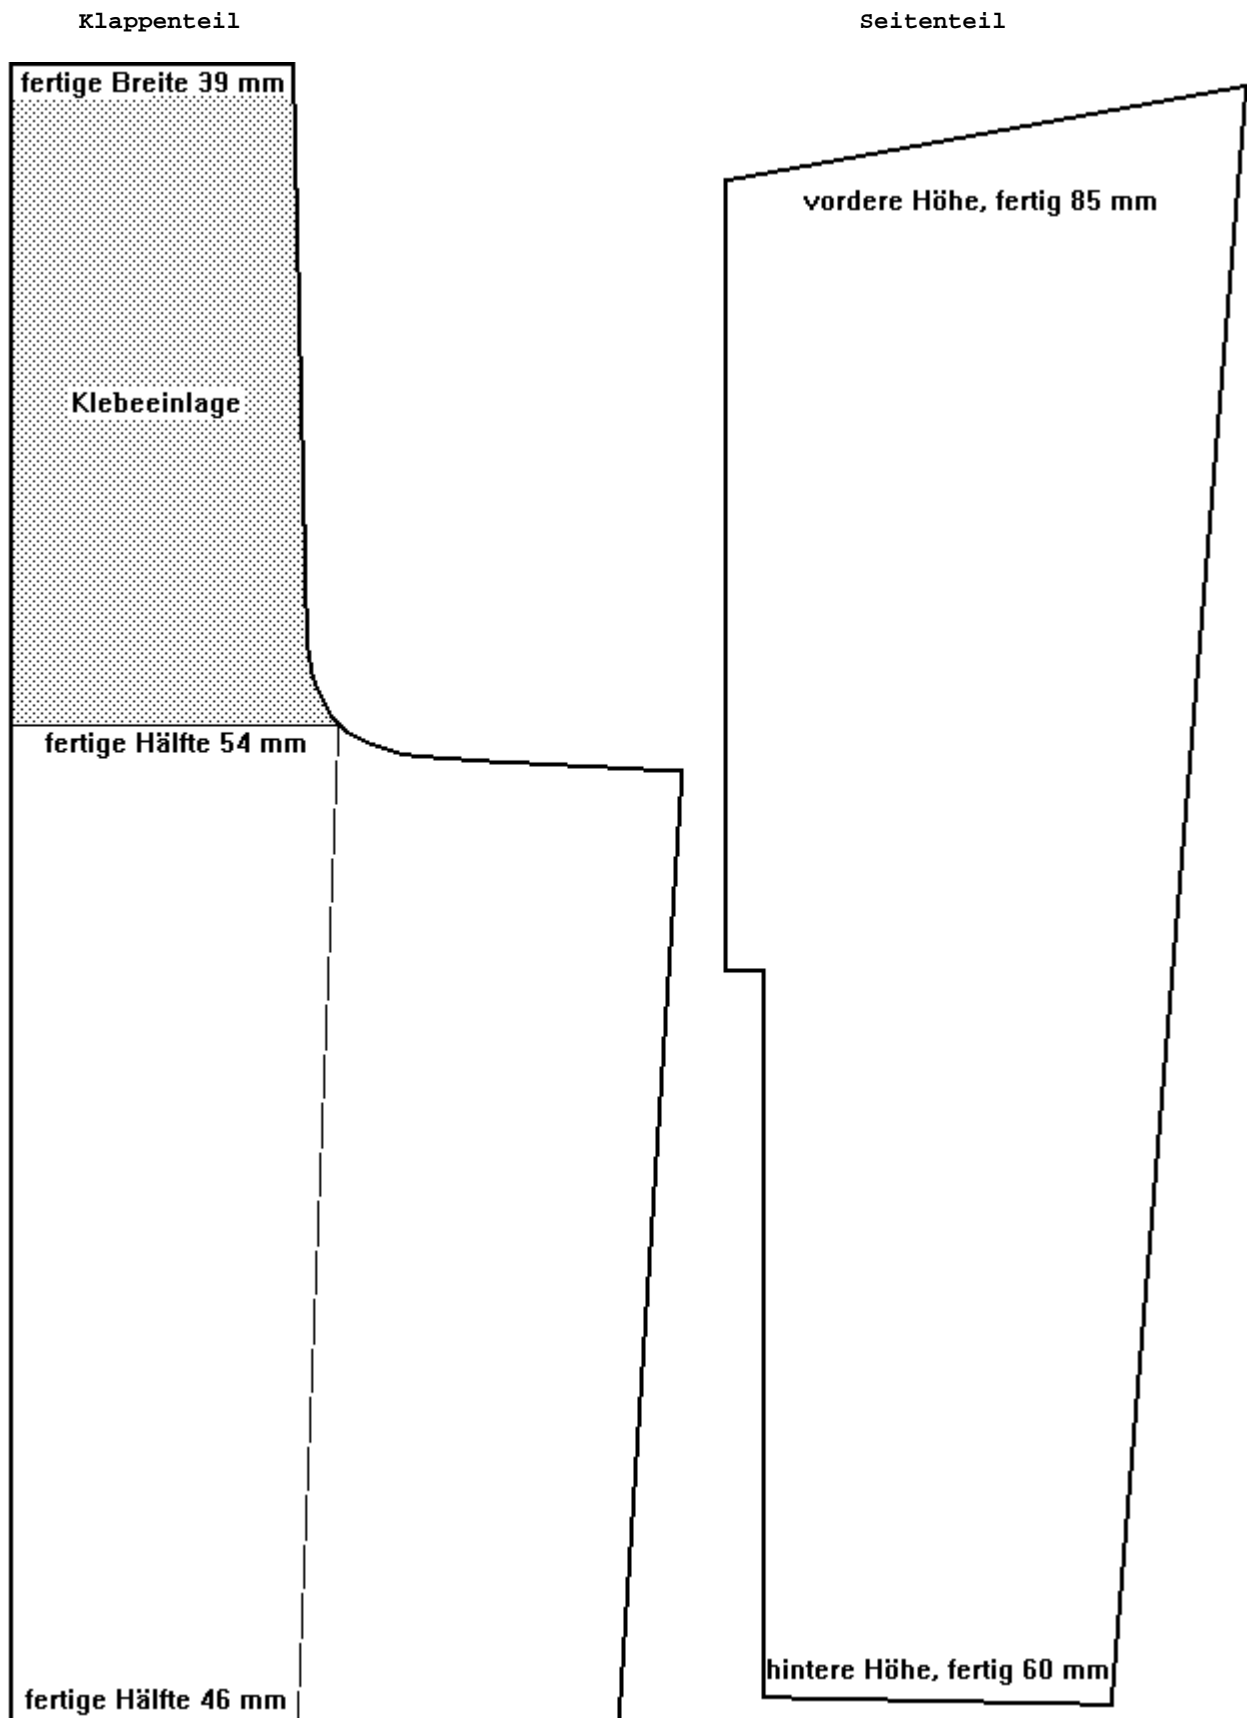 Klappenteil
Seitenteil
fertige Breite 39 mm
vordere Höhe, fertig 85 mm
Klebeeinlage
fertige Hälfte 54 mm
hintere Höhe, fertig 60 mm
fertige Hälfte 46 mm